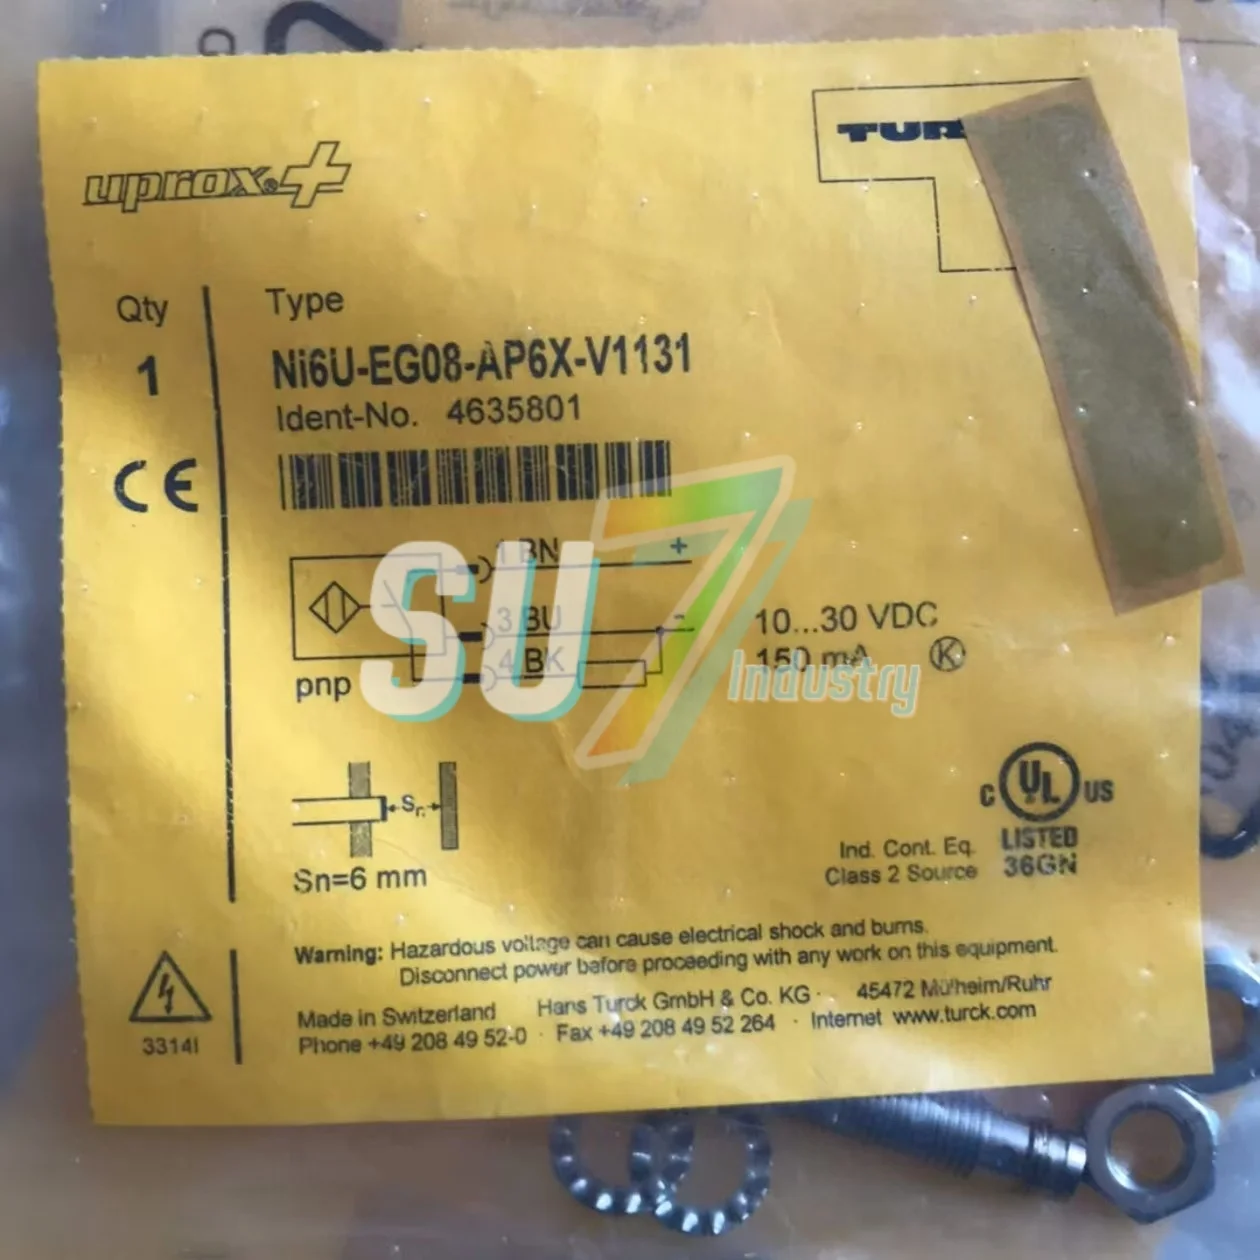 uprox®+
TUR
Qty
Type
1
Ni6U-EG08-AP6X-V1131
Ident-No. 4635801
CE
1 BN +
3 BU -
4 BK
10...30 VDC
150 mA K
pnp
SU7
Industry
Sn
Sn=6 mm
C UL US
LISTED
36GN
Ind. Cont. Eq.
Class 2 Source
Warning: Hazardous voltage can cause electrical shock and burns.
Disconnect power before proceeding with any work on this equipment.
3314I
Made in Switzerland Hans Turck GmbH & Co. KG · 45472 Mülheim/Ruhr
Phone +49 208 49 52-0 · Fax +49 208 49 52 264 · Internet www.turck.com